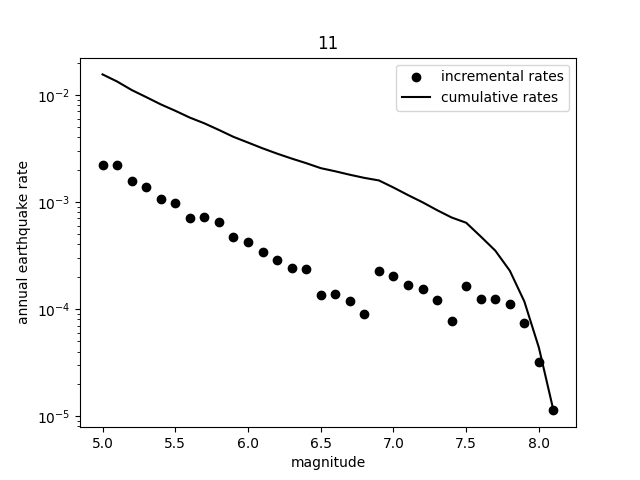 11
incremental rates
cumulative rates
annual earthquake rate
10⁻²
10⁻³
10⁻⁴
10⁻⁵
5.0 5.5 6.0 6.5 7.0 7.5 8.0
magnitude